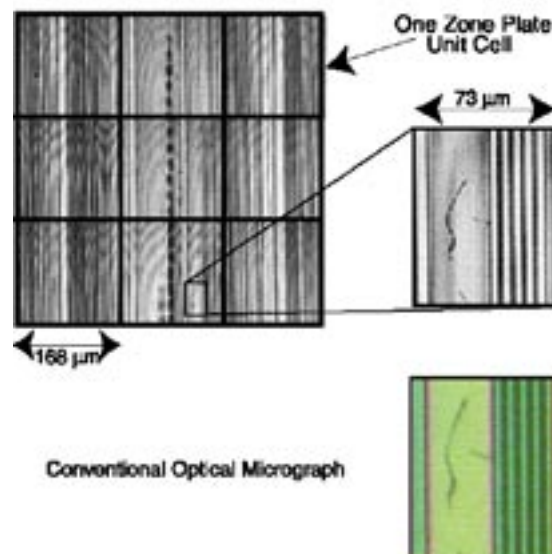 One Zone Plate
Unit Cell
73 µm
168 µm
Conventional Optical Micrograph